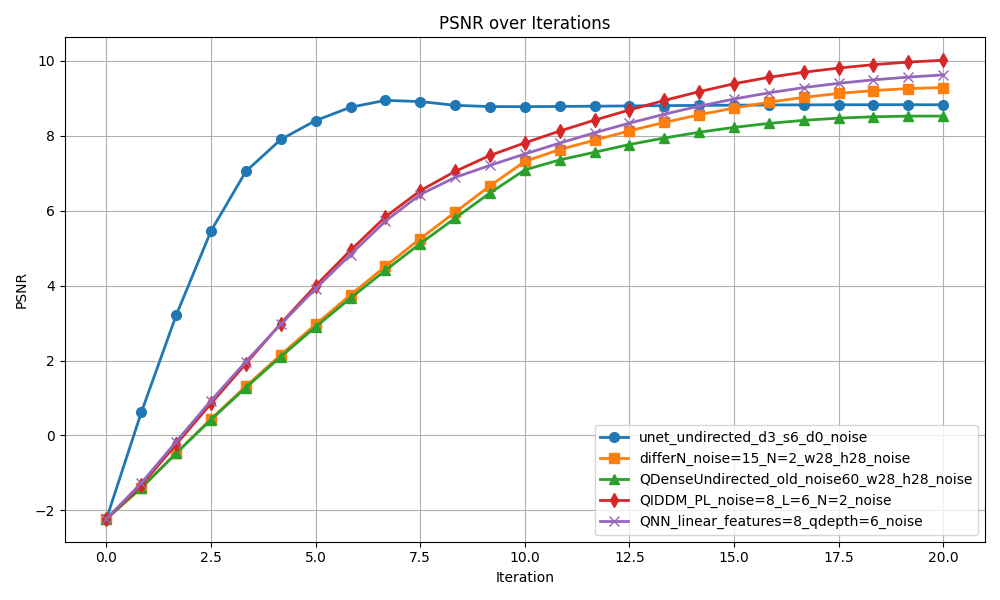 PSNR over Iterations
PSNR
10
8
6
4
2
0
−2
0.0
2.5
5.0
7.5
10.0
12.5
15.0
17.5
20.0
Iteration
unet_undirected_d3_s6_d0_noise
differN_noise=15_N=2_w28_h28_noise
QDenseUndirected_old_noise60_w28_h28_noise
QIDDM_PL_noise=8_L=6_N=2_noise
QNN_linear_features=8_qdepth=6_noise